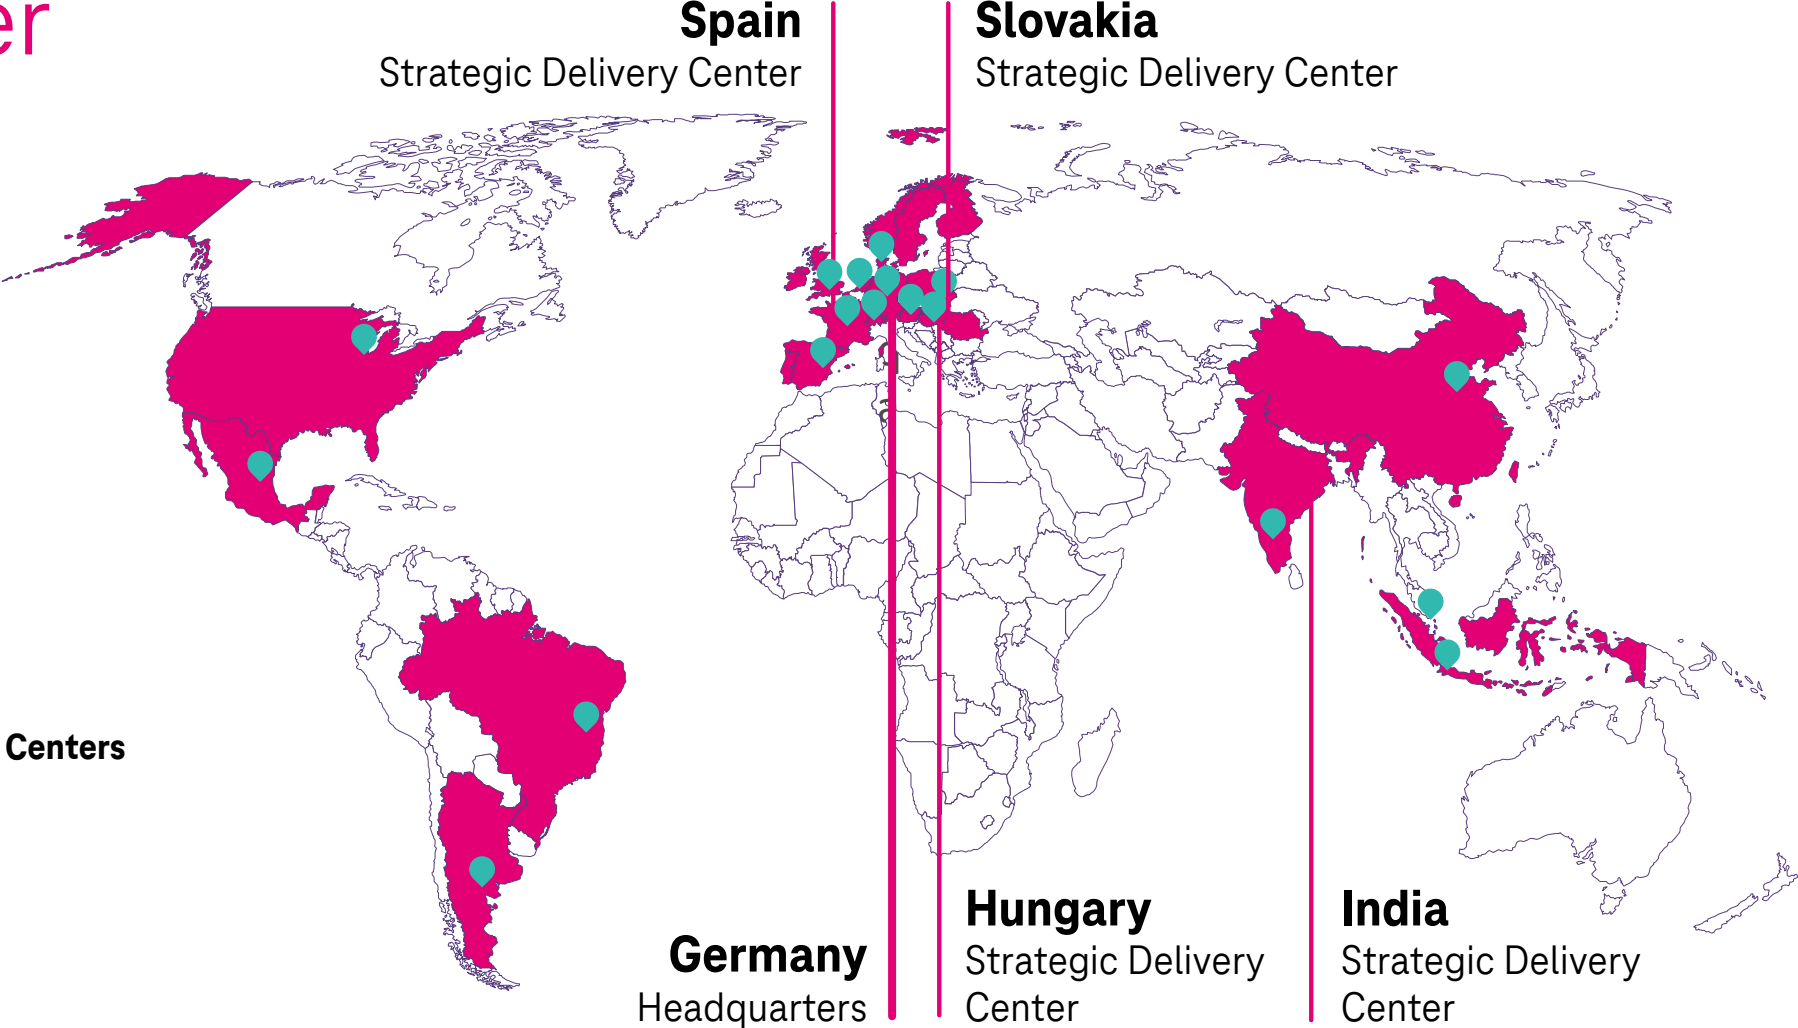 er
Spain
Strategic Delivery Center
Slovakia
Strategic Delivery Center
Centers
Germany
Headquarters
Hungary
Strategic Delivery
Center
India
Strategic Delivery
Center